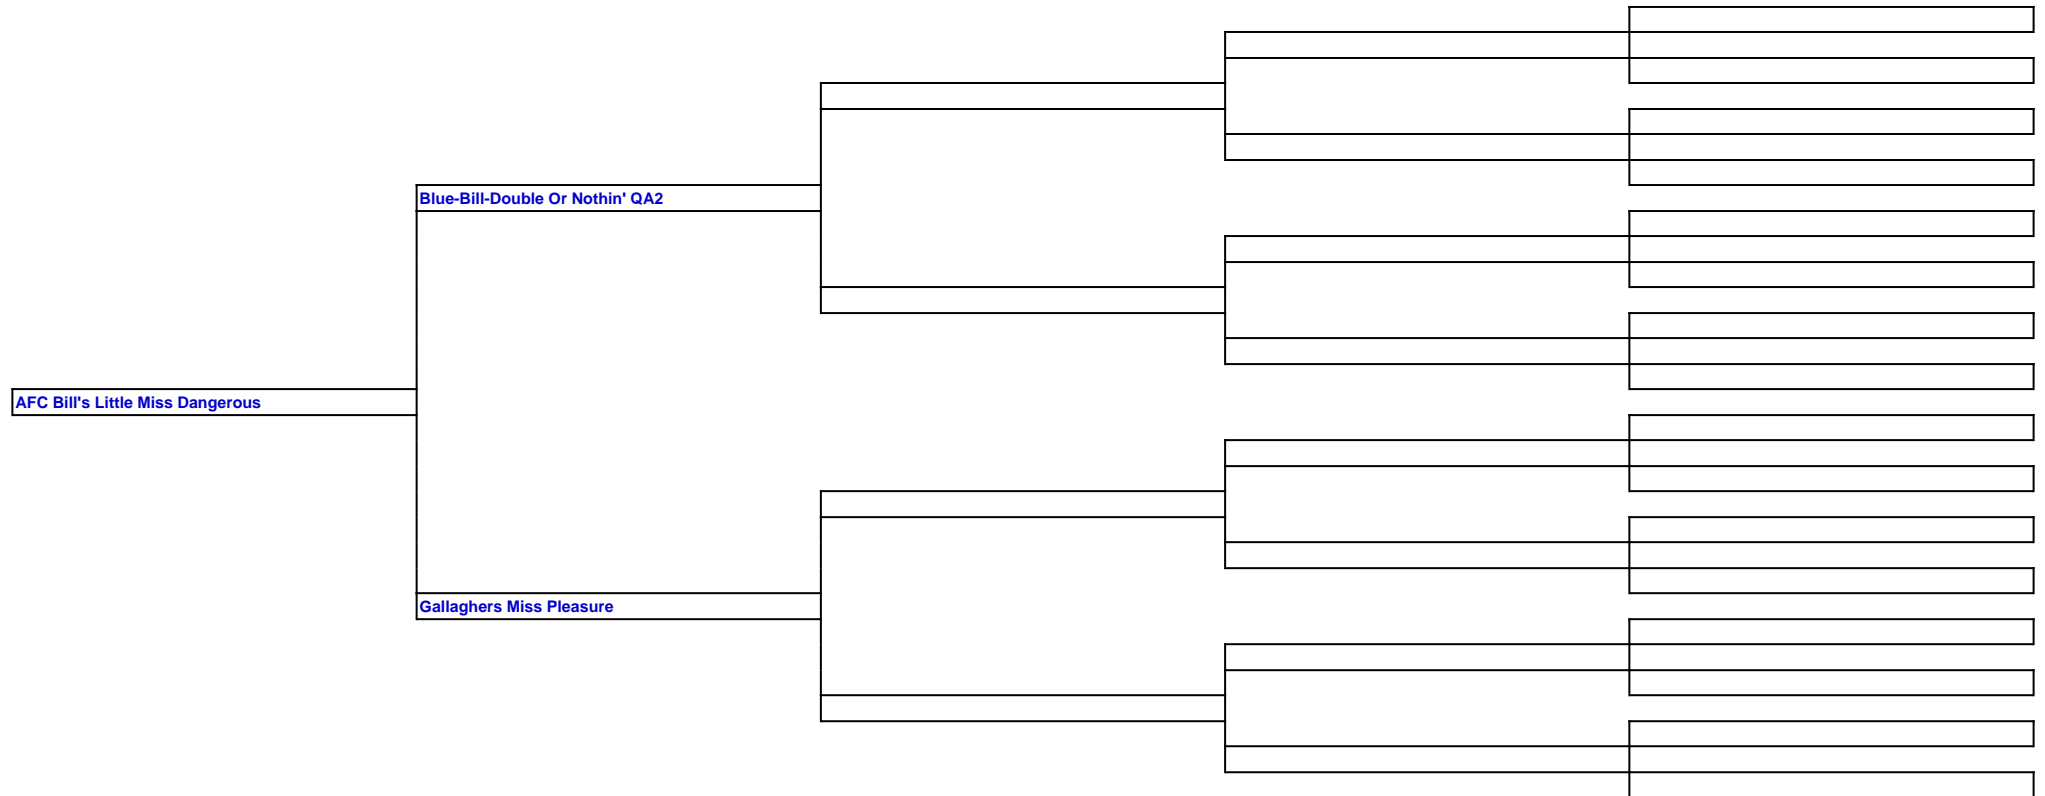 Blue-Bill-Double Or Nothin' QA2
AFC Bill's Little Miss Dangerous
Gallaghers Miss Pleasure